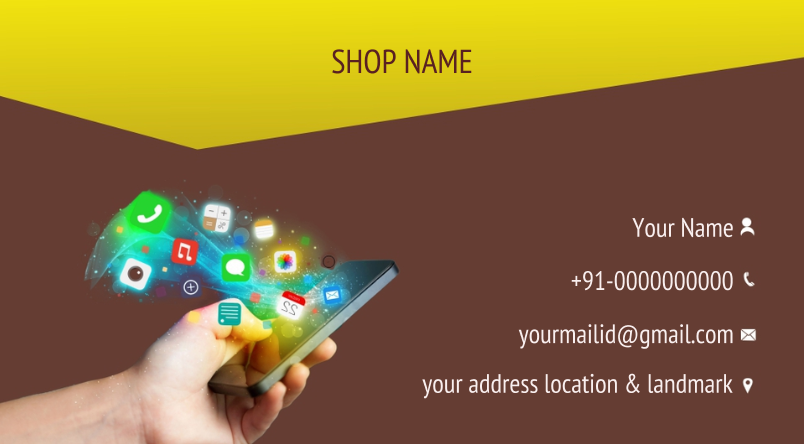 SHOP NAME
Your Name
+91-0000000000
yourmailid@gmail.com
your address location & landmark